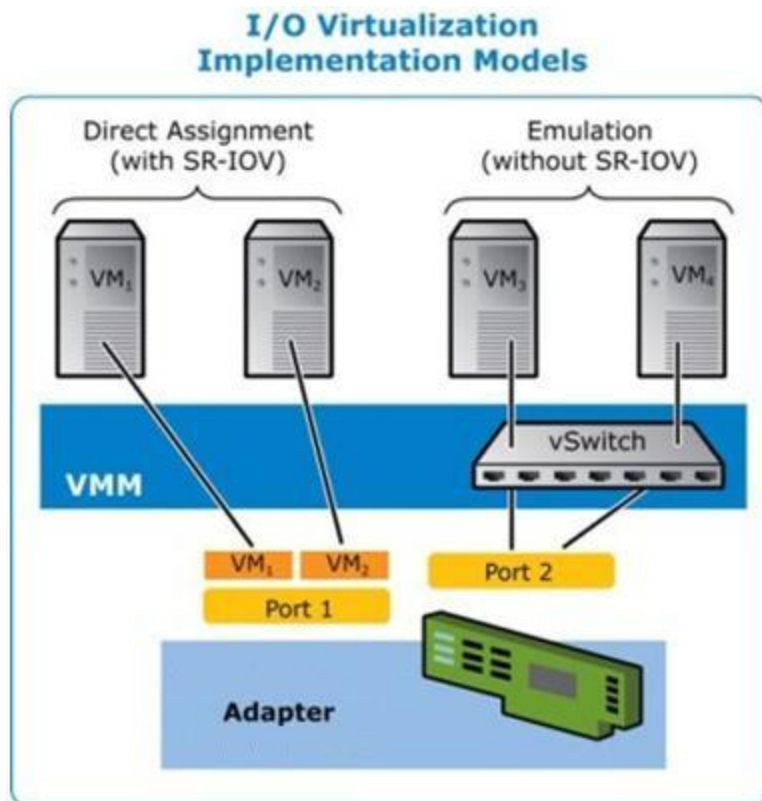 I/O Virtualization
Implementation Models
Direct Assignment
(with SR-IOV)
Emulation
(without SR-IOV)
VM₁
VM₂
VM₃
VM₄
vSwitch
VMM
VM₁
VM₂
Port 2
Port 1
Adapter